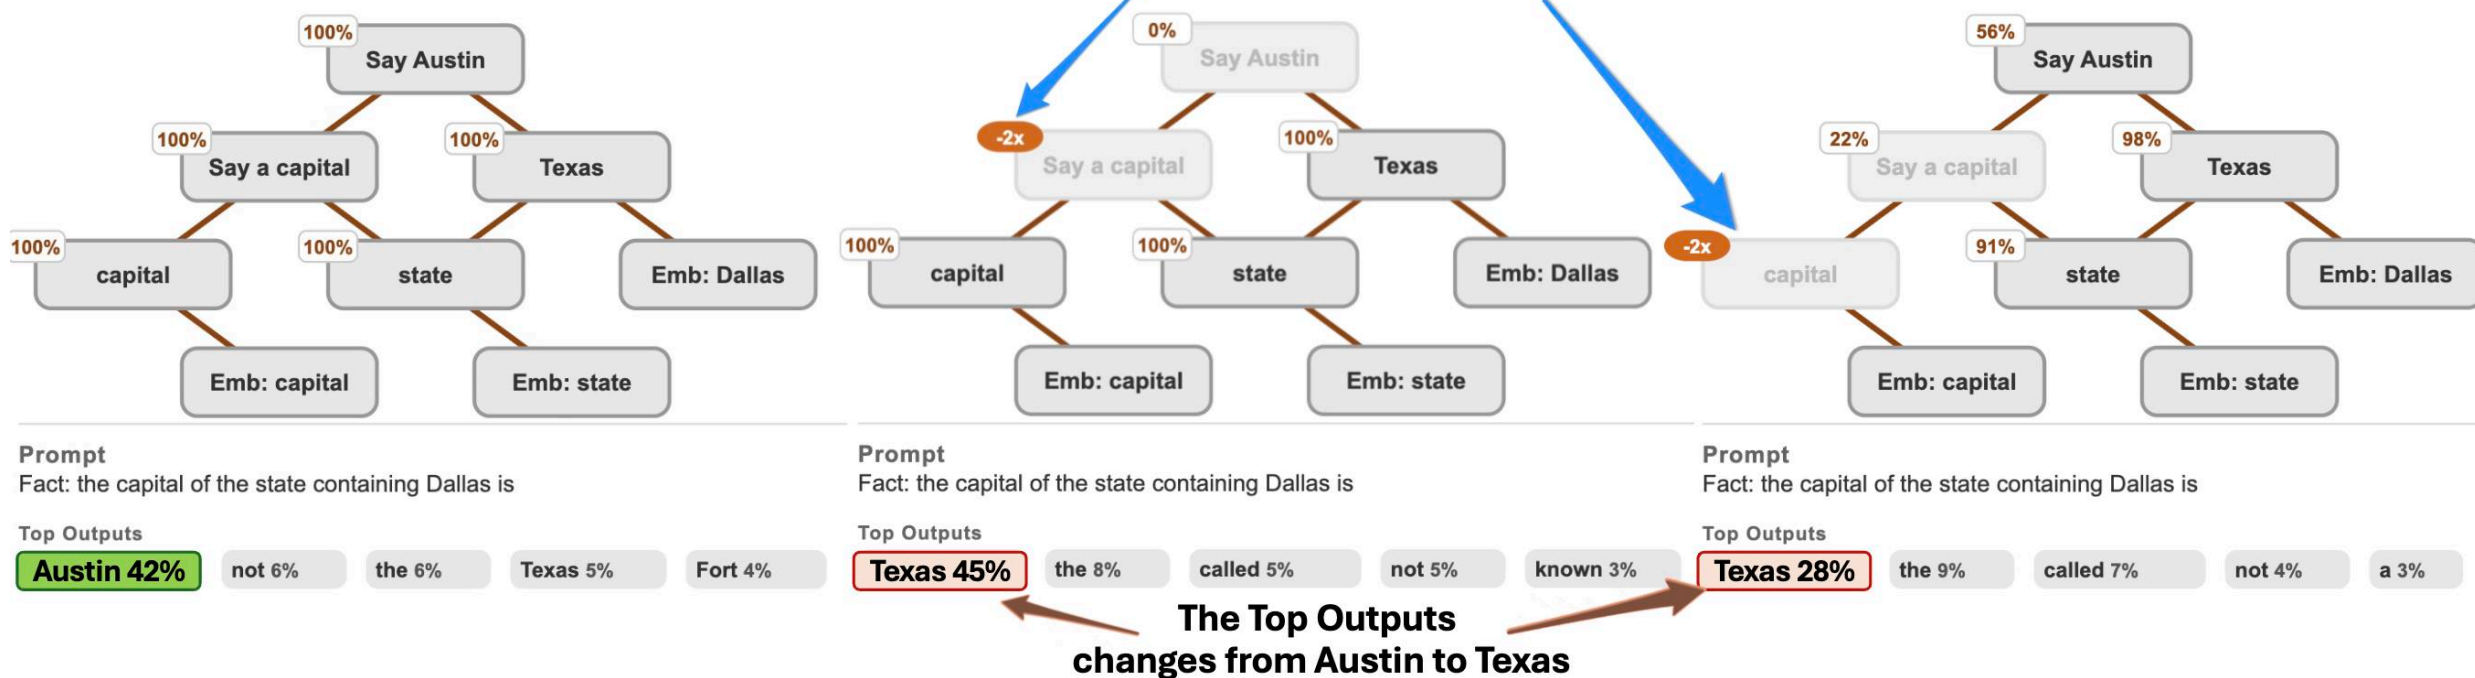 100%
Say Austin
100%
Say a capital
100%
Texas
100%
capital
100%
state
Emb: Dallas
Emb: capital
Emb: state
Prompt
Fact: the capital of the state containing Dallas is
Top Outputs
Austin 42%
not 6%
the 6%
Texas 5%
Fort 4%
0%
Say Austin
-2x
Say a capital
100%
Texas
100%
capital
100%
state
Emb: Dallas
Emb: capital
Emb: state
Prompt
Fact: the capital of the state containing Dallas is
Top Outputs
Texas 45%
the 8%
called 5%
not 5%
known 3%
56%
Say Austin
22%
Say a capital
98%
Texas
-2x
capital
91%
state
Emb: Dallas
Emb: capital
Emb: state
Prompt
Fact: the capital of the state containing Dallas is
Top Outputs
Texas 28%
the 9%
called 7%
not 4%
a 3%
The Top Outputs
changes from Austin to Texas